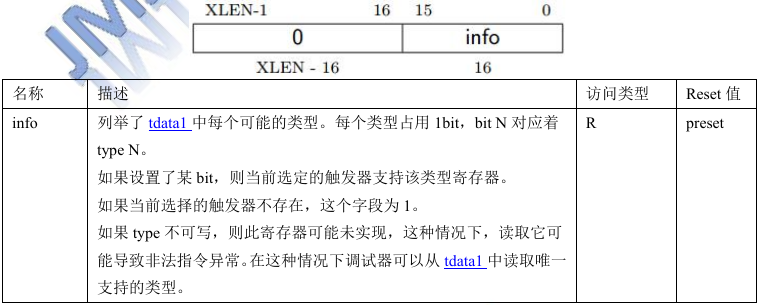 XLEN-1 16 15 0
0 info
XLEN - 16 16
名称 描述 访问类型 Reset 值
info 列举了 tdata1 中每个可能的类型。每个类型占用 1bit，bit N 对应着 R preset
type N。
如果设置了某 bit，则当前选定的触发器支持该类型寄存器。
如果当前选择的触发器不存在，这个字段为 1。
如果 type 不可写，则此寄存器可能未实现，这种情况下，读取它可
能导致非法指令异常。在这种情况下调试器可以从 tdata1 中读取唯一
支持的类型。